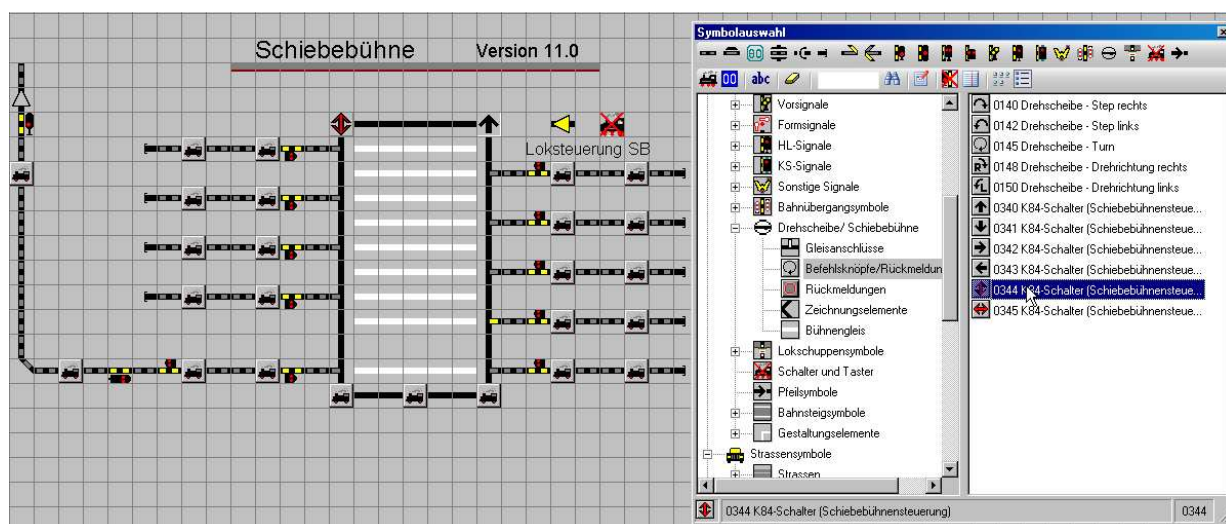 Schiebebühne Version 11.0
Loksteuerung SB
Symbolauswahl
abc
Vorsignale
Formsignale
HL-Signale
KS-Signale
Sonstige Signale
Bahnübergangsymbole
Drehscheibe/ Schiebebühne
Gleisanschlüsse
Befehlsknöpfe/Rückmeldun
Rückmeldungen
Zeichnungselemente
Bühnengleis
Lokschuppensymbole
Schalter und Taster
Pfeilsymbole
Bahnsteigsymbole
Gestaltungselemente
Strassensymbole
Strassen
0140 Drehscheibe - Step rechts
0142 Drehscheibe - Step links
0145 Drehscheibe - Turn
0148 Drehscheibe - Drehrichtung rechts
0150 Drehscheibe - Drehrichtung links
0340 K84-Schalter (Schiebebühnensteue...
0341 K84-Schalter (Schiebebühnensteue...
0342 K84-Schalter (Schiebebühnensteue...
0343 K84-Schalter (Schiebebühnensteue...
0344 K84-Schalter (Schiebebühnensteue...
0345 K84-Schalter (Schiebebühnensteue...
0344 K84-Schalter (Schiebebühnensteuerung) 0344